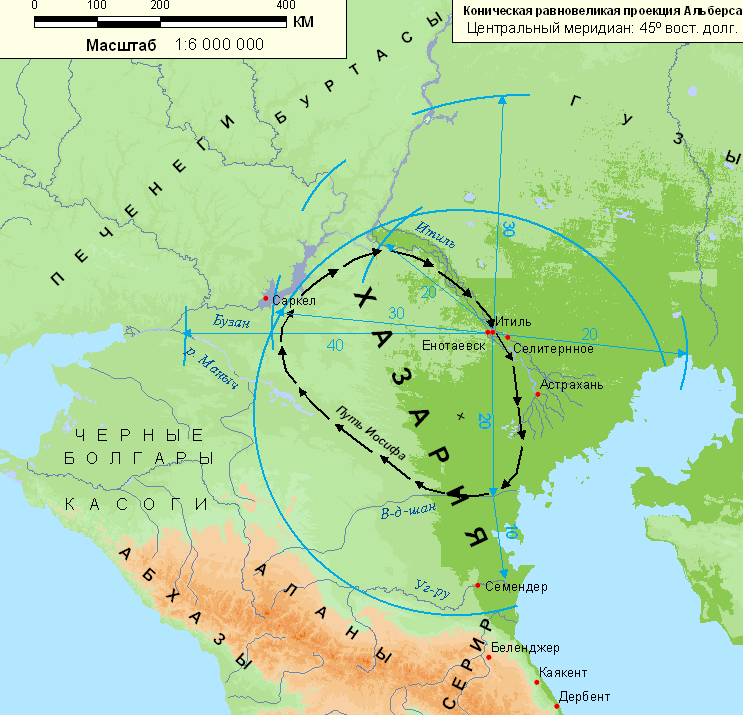 0 100 200 400 КМ
Масштаб 1:6 000 000
Коническая равновеликая проекция Альберса
Центральный меридиан: 45º вост. долг.
БУРТАСЫ
ГУЗЫ
ПЕЧЕНЕГИ
Итиль
30
20
Саркел
ХАЗАРИЯ
Бузан
30
Итиль
20
40
Енотаевск
Селитернное
р. Маныч
Астрахань
Путь Иосифа
20
ЧЕРНЫЕ
БОЛГАРЫ
КАСОГИ
В-д-шан
10
АБХАЗЫ
АЛАНЫ
Уг-ру
Семендер
СЕРИР
Беленджер
Каякент
Дербент